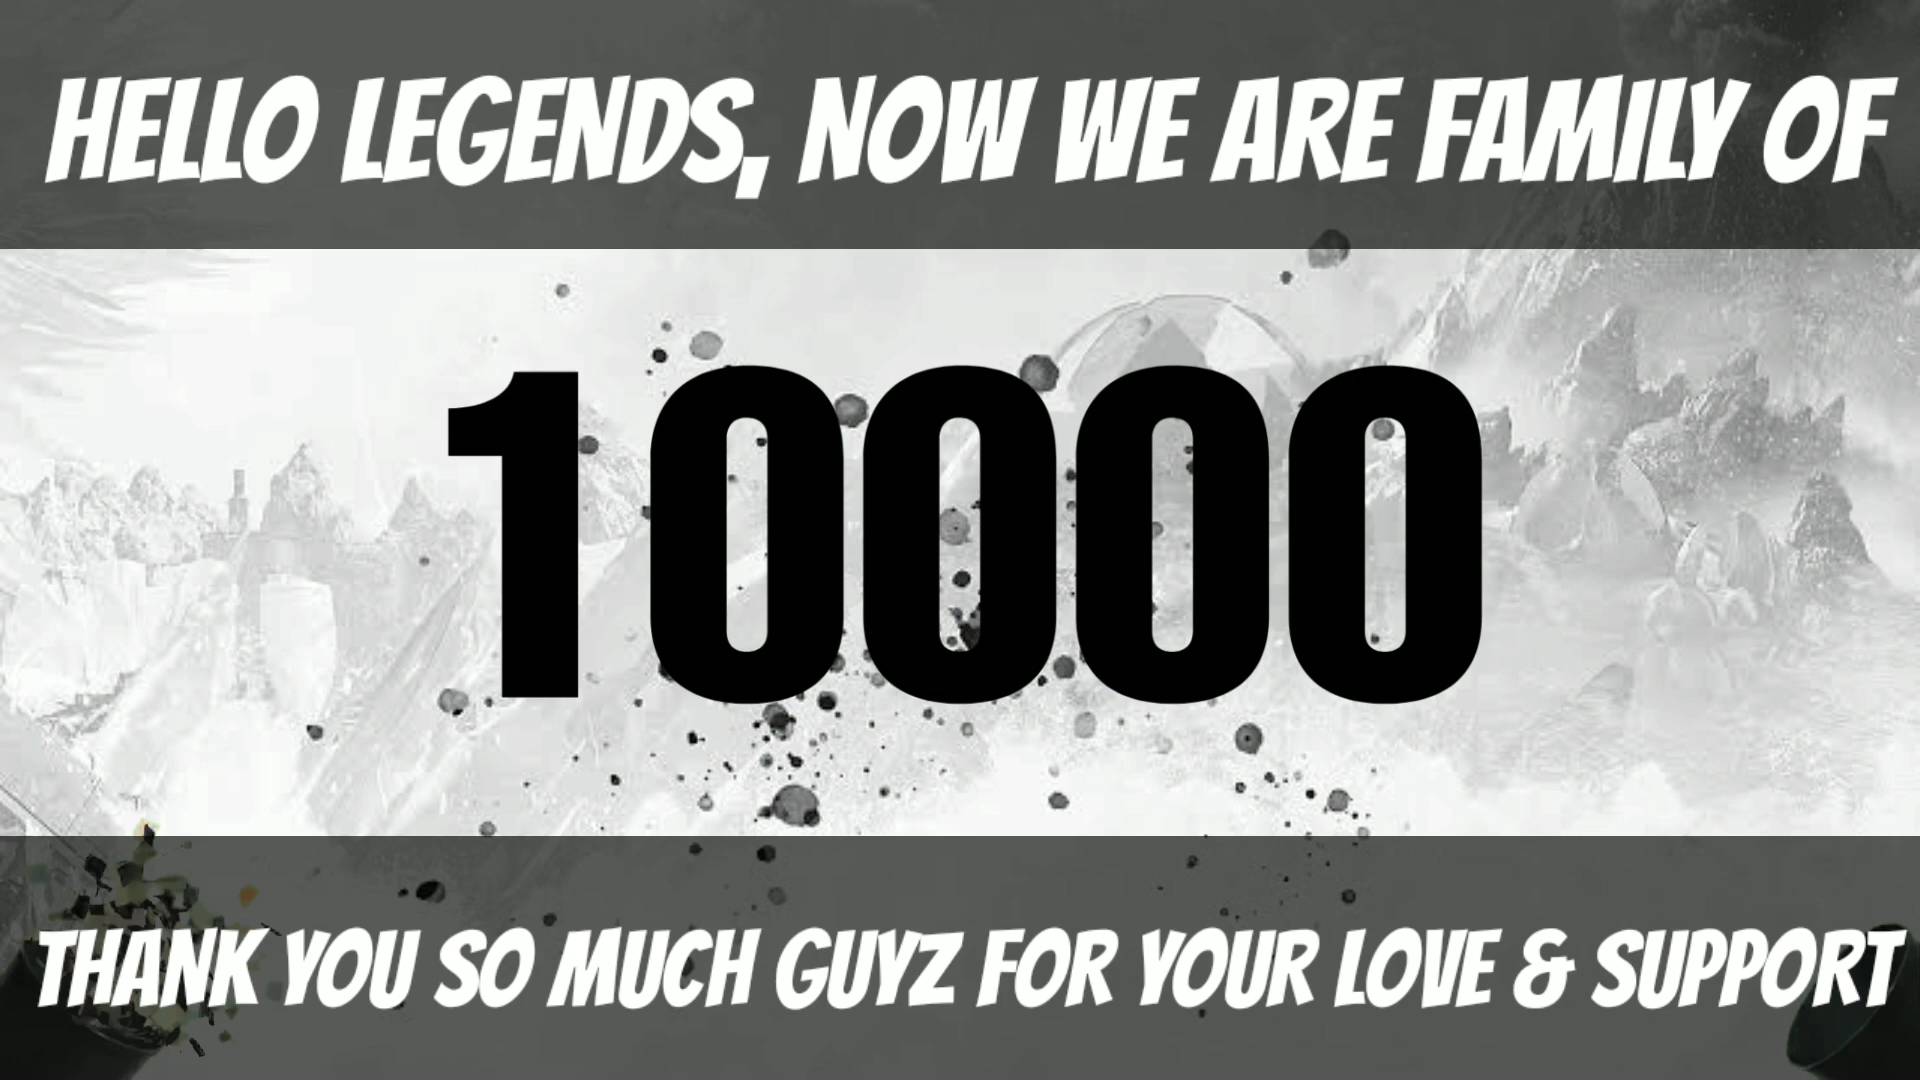 HELLO LEGENDS, NOW WE ARE FAMILY OF
10000
THANK YOU SO MUCH GUYZ FOR YOUR LOVE & SUPPORT